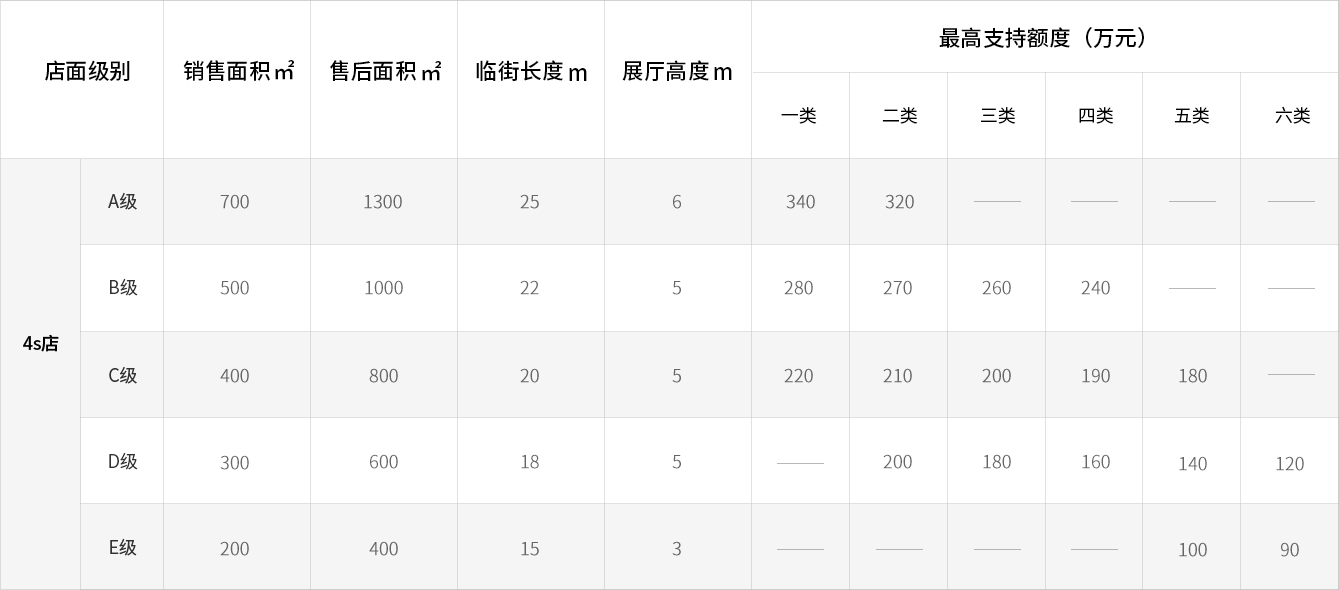 最高支持额度（万元）
店面级别 销售面积㎡ 售后面积㎡ 临街长度m 展厅高度m
一类 二类 三类 四类 五类 六类
A级 700 1300 25 6 340 320 —— —— —— ——
B级 500 1000 22 5 280 270 260 240 —— ——
4s店
C级 400 800 20 5 220 210 200 190 180 ——
D级 300 600 18 5 —— 200 180 160 140 120
E级 200 400 15 3 —— —— —— —— 100 90